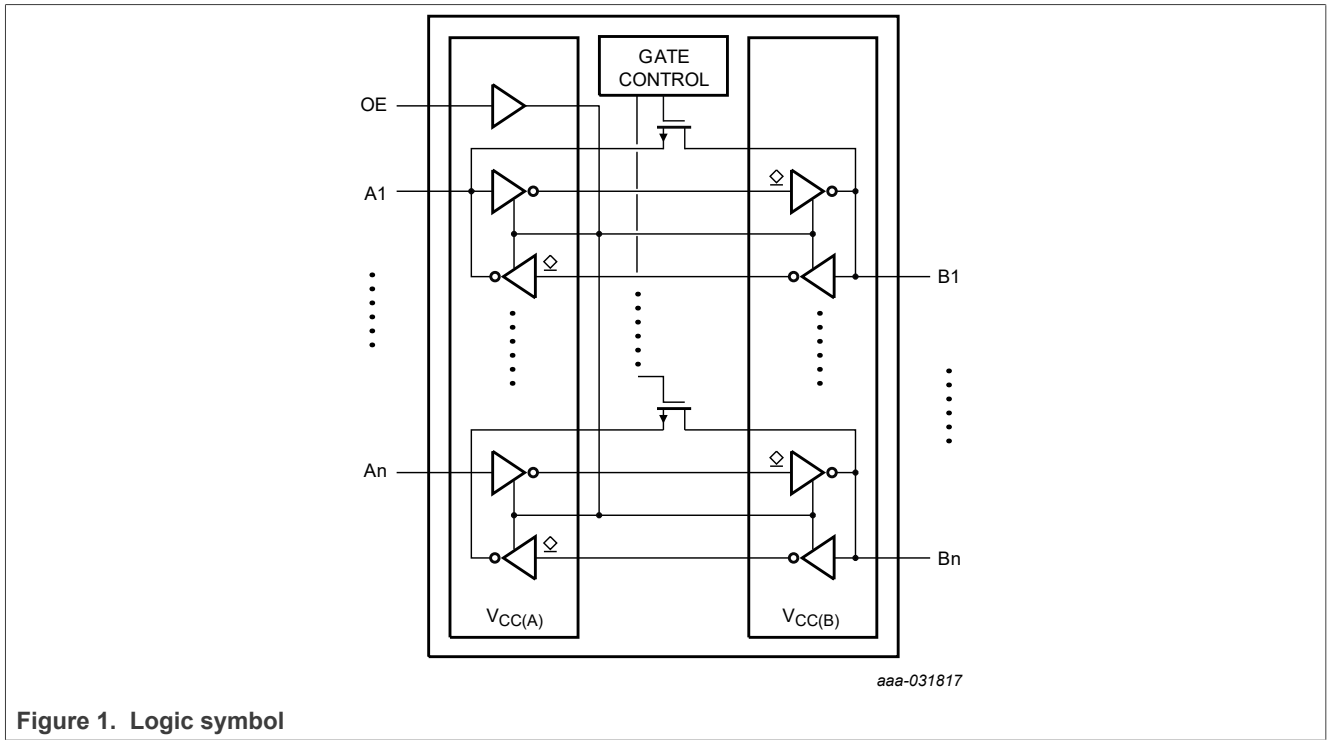 GATE
CONTROL
OE
A1
B1
An
Bn
VCC(A)
VCC(B)
aaa-031817
Figure 1. Logic symbol